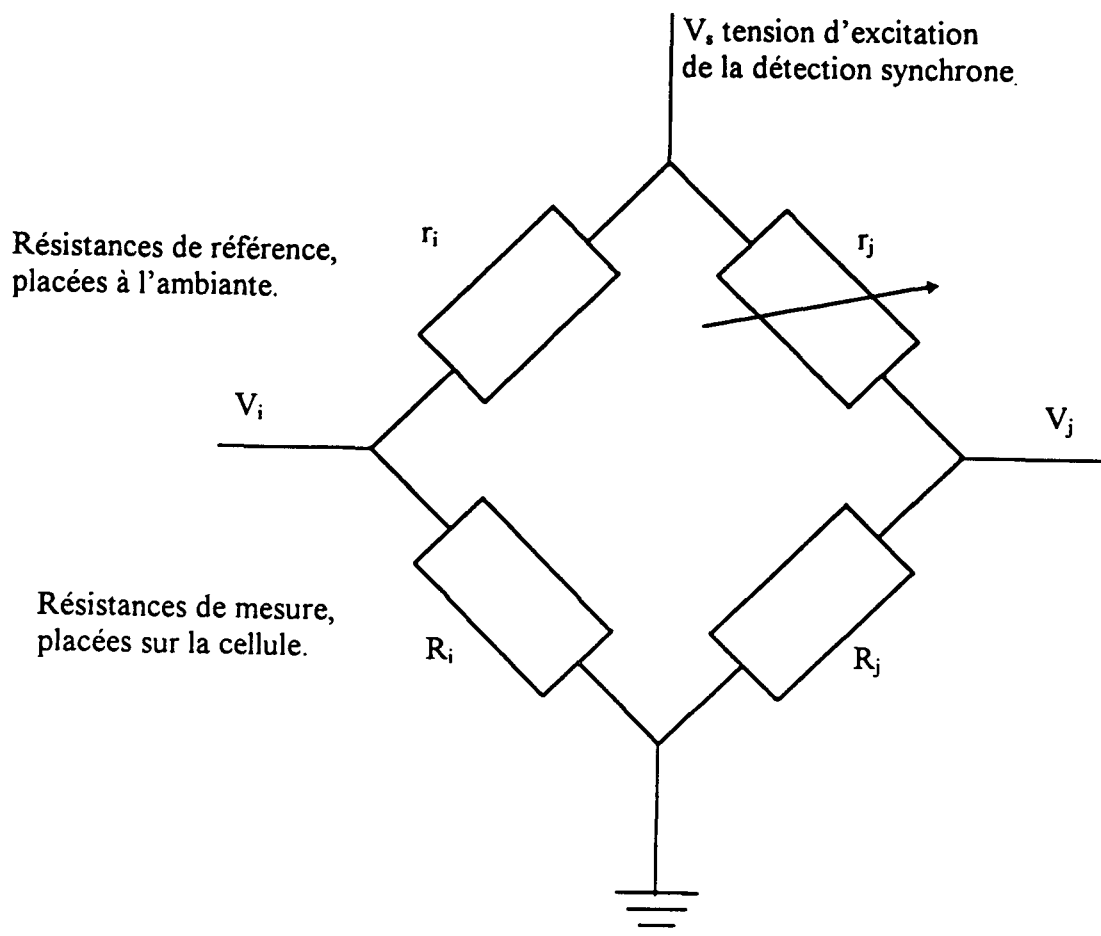 Vₛ tension d'excitation
de la détection synchrone.
rᵢ
rⱼ
Résistances de référence,
placées à l'ambiante.
Vᵢ
Vⱼ
Résistances de mesure,
placées sur la cellule.
Rᵢ
Rⱼ